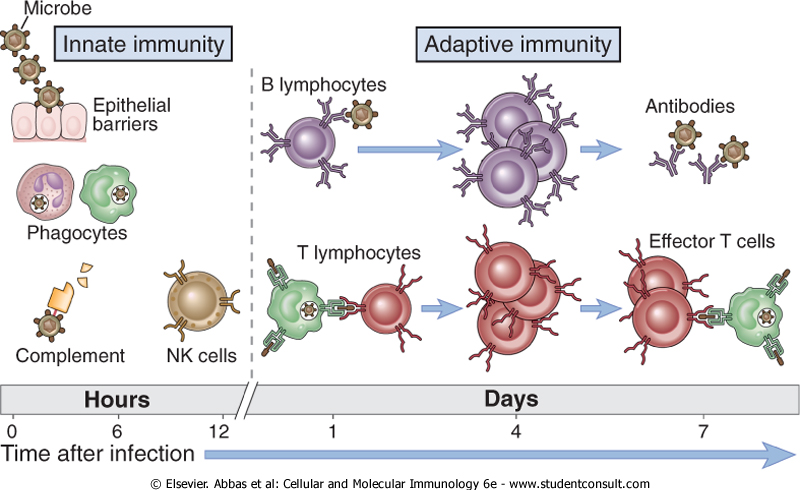 Microbe
Innate immunity
Epithelial
barriers
Phagocytes
Complement
NK cells
Adaptive immunity
B lymphocytes
Antibodies
T lymphocytes
Effector T cells
Hours
Days
0
6
12
1
4
7
Time after infection
© Elsevier. Abbas et al: Cellular and Molecular Immunology 6e - www.studentconsult.com